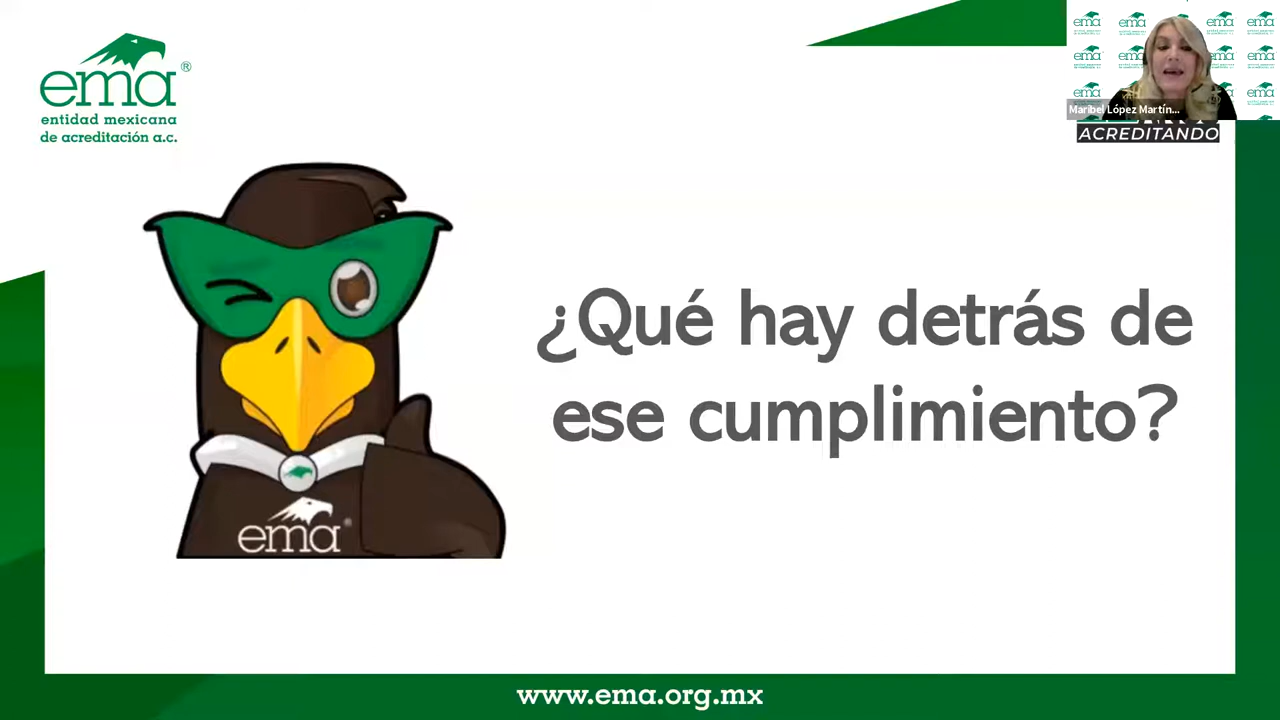 ema®
entidad mexicana
de acreditación a.c.
Maribel López Martín...
ACREDITANDO
¿Qué hay detrás de
ese cumplimiento?
ema®
www.ema.org.mx